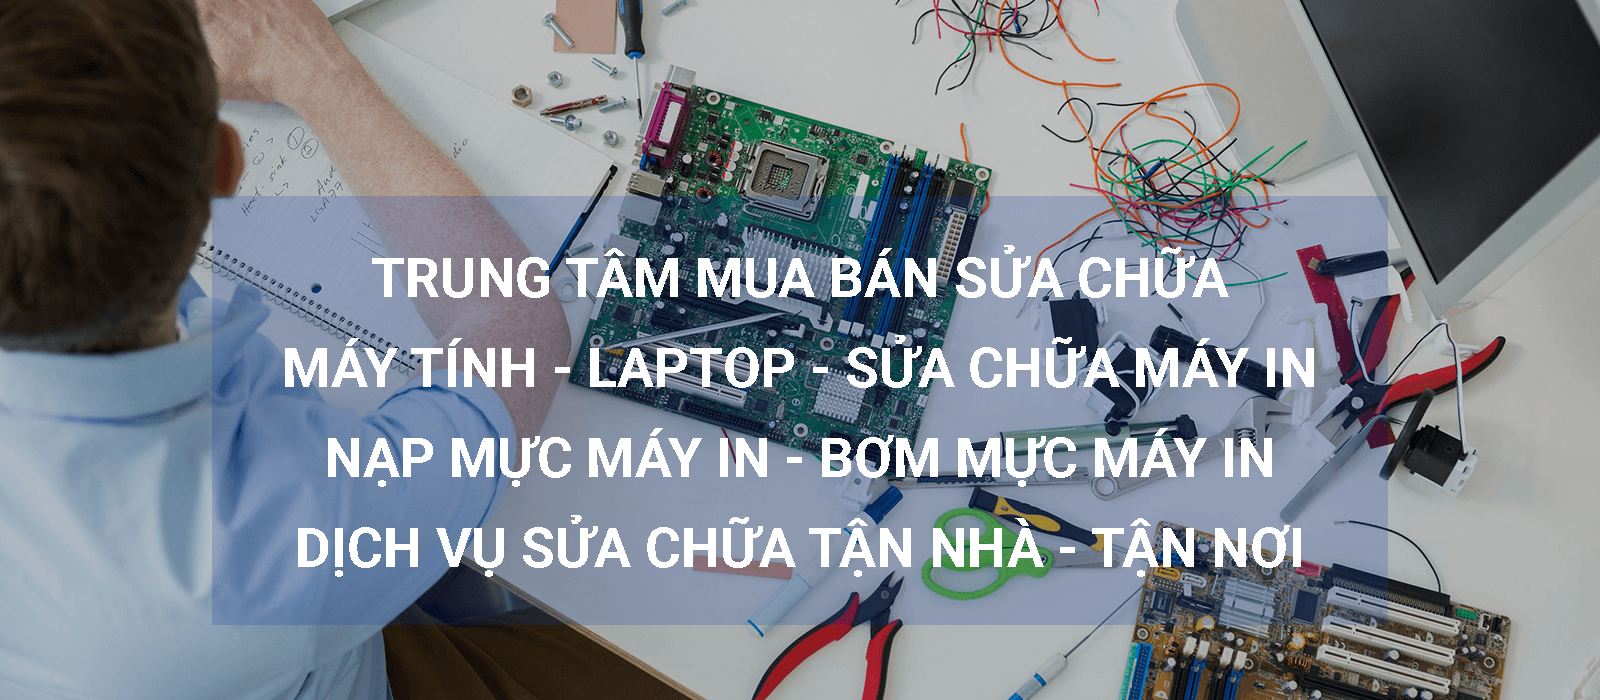 TRUNG TÂM MUA BÁN SỬA CHỮA
MÁY TÍNH - LAPTOP - SỬA CHỮA MÁY IN
NẠP MỰC MÁY IN - BƠM MỰC MÁY IN
DỊCH VỤ SỬA CHỮA TẬN NHÀ - TẬN NƠI